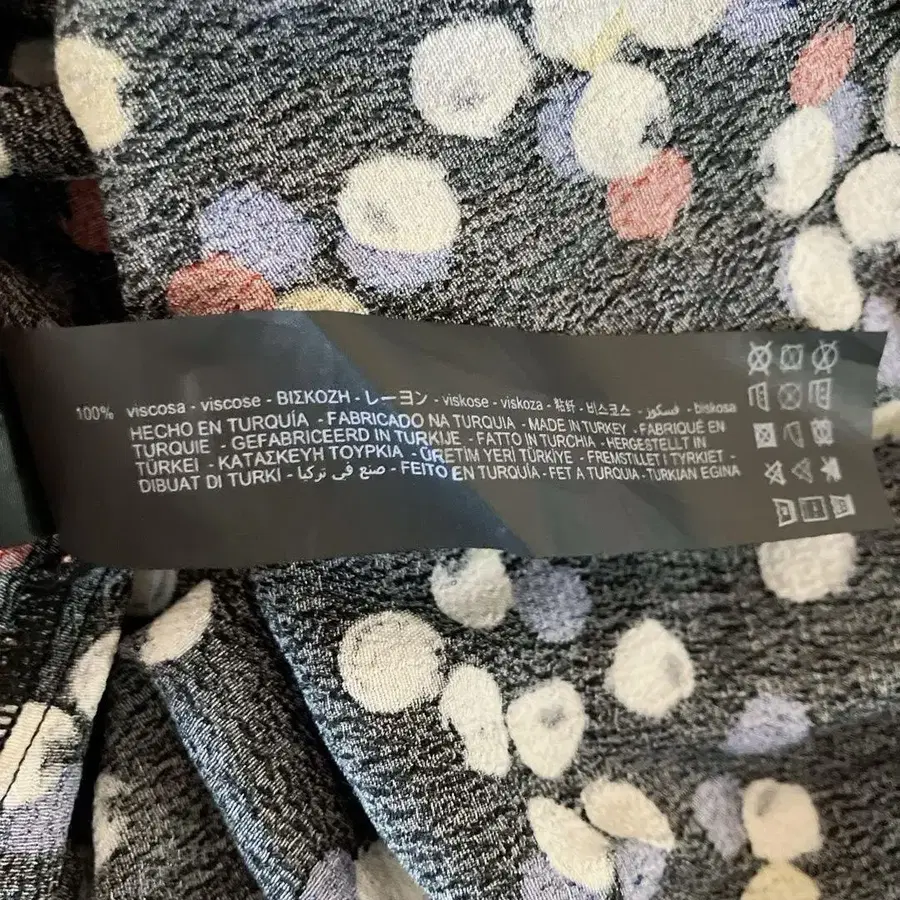 100% viscosa - viscose - ΒΙΣΚΟΖΗ - レーヨン - viskose - viskoza - 粘纤 - 비스코스 - فسكوز - biskosa
HECHO EN TURQUÍA - FABRICADO NA TURQUIA - MADE IN TURKEY - FABRIQUÉ EN
TURQUIE - GEFABRICEERD IN TURKIJE - FATTO IN TURCHIA - HERGESTELLT IN
TÜRKEI - ΚΑΤΑΣΚΕΥΗ ΤΟΥΡΚΙΑ - ÜRETİM YERİ TÜRKİYE - FREMSTILLET I TYRKIET -
DIBUAT DI TURKI - صنع في تركيا - FEITO EN TURQUÍA - FET A TURQUIA - TURKIAN EGINA